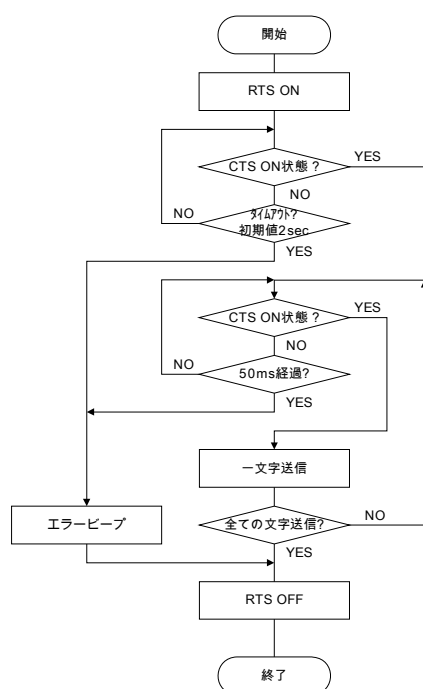 開始
RTS ON
CTS ON状態？
YES
NO
ﾀｲﾑｱｳﾄ?
初期値2sec
NO
YES
CTS ON状態？
YES
NO
50ms経過?
NO
YES
一文字送信
エラービープ
全ての文字送信?
NO
YES
RTS OFF
終了